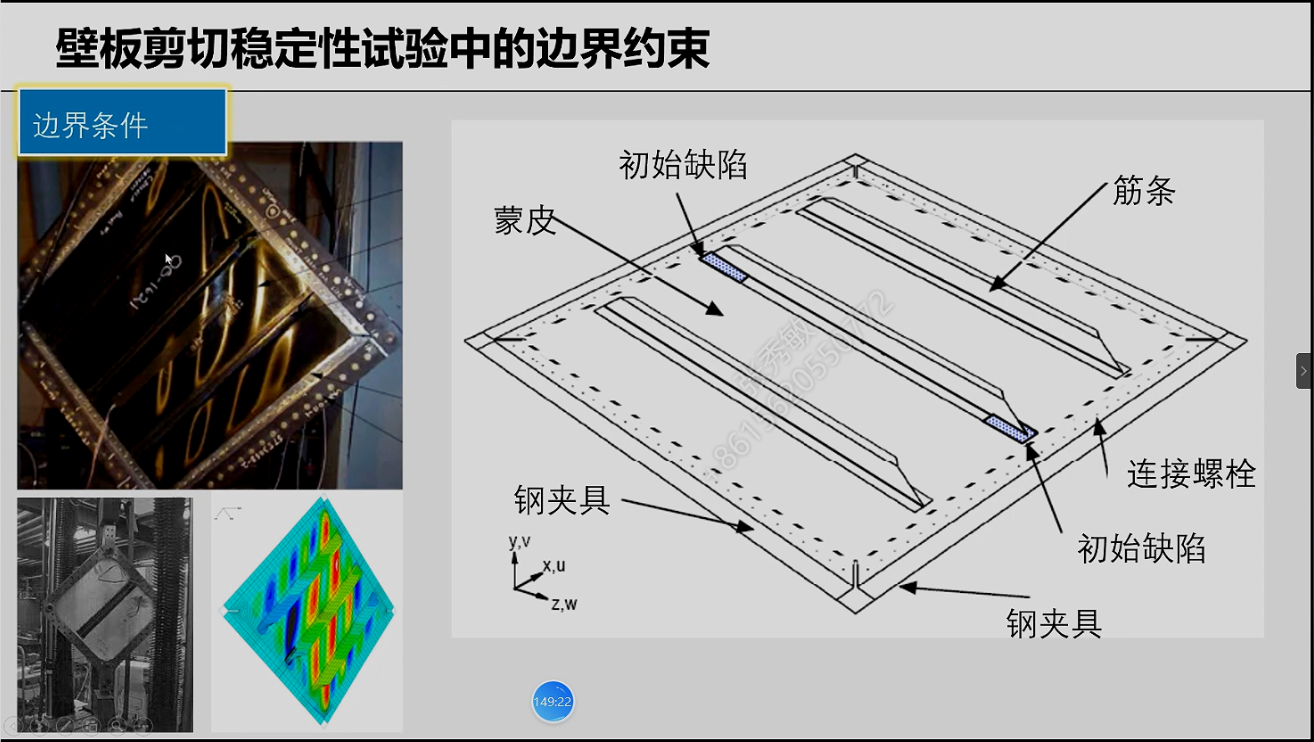 壁板剪切稳定性试验中的边界约束
边界条件
初始缺陷
蒙皮
筋条
钢夹具
连接螺栓
初始缺陷
钢夹具
y,v
x,u
z,w
149:22